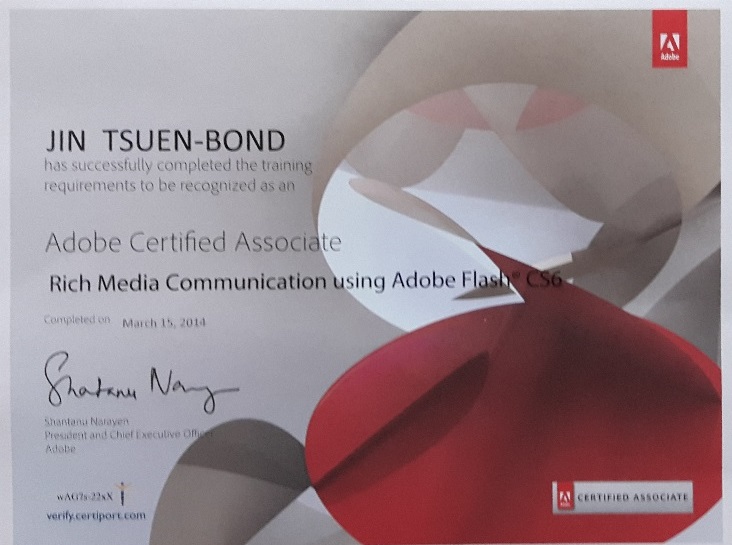 Adobe
JIN TSUEN-BOND
has successfully completed the training
requirements to be recognized as an
Adobe Certified Associate
Rich Media Communication using Adobe Flash® CS6
Completed on March 15, 2014
Shantanu Narayen
Shantanu Narayen
President and Chief Executive Officer
Adobe
verify.certiport.com
Adobe CERTIFIED ASSOCIATE